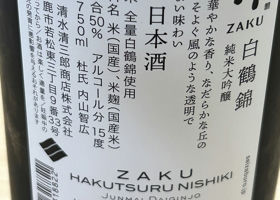 ZAKU
白鶴錦
純米大吟醸
華やかな香り、なだらかな丘の
そよぐ風のような透明で
い味わい
日本酒
米(国産)、米麹(国産米)
全量白鶴錦使用
合50% アルコール分15度
750ml 杜氏 内山智広
清水清三郎商店株式会社
鹿市若松東三丁目9番33号
ZAKU
HAKUTSURU NISHIKI
JUNMAI DAIGINJO